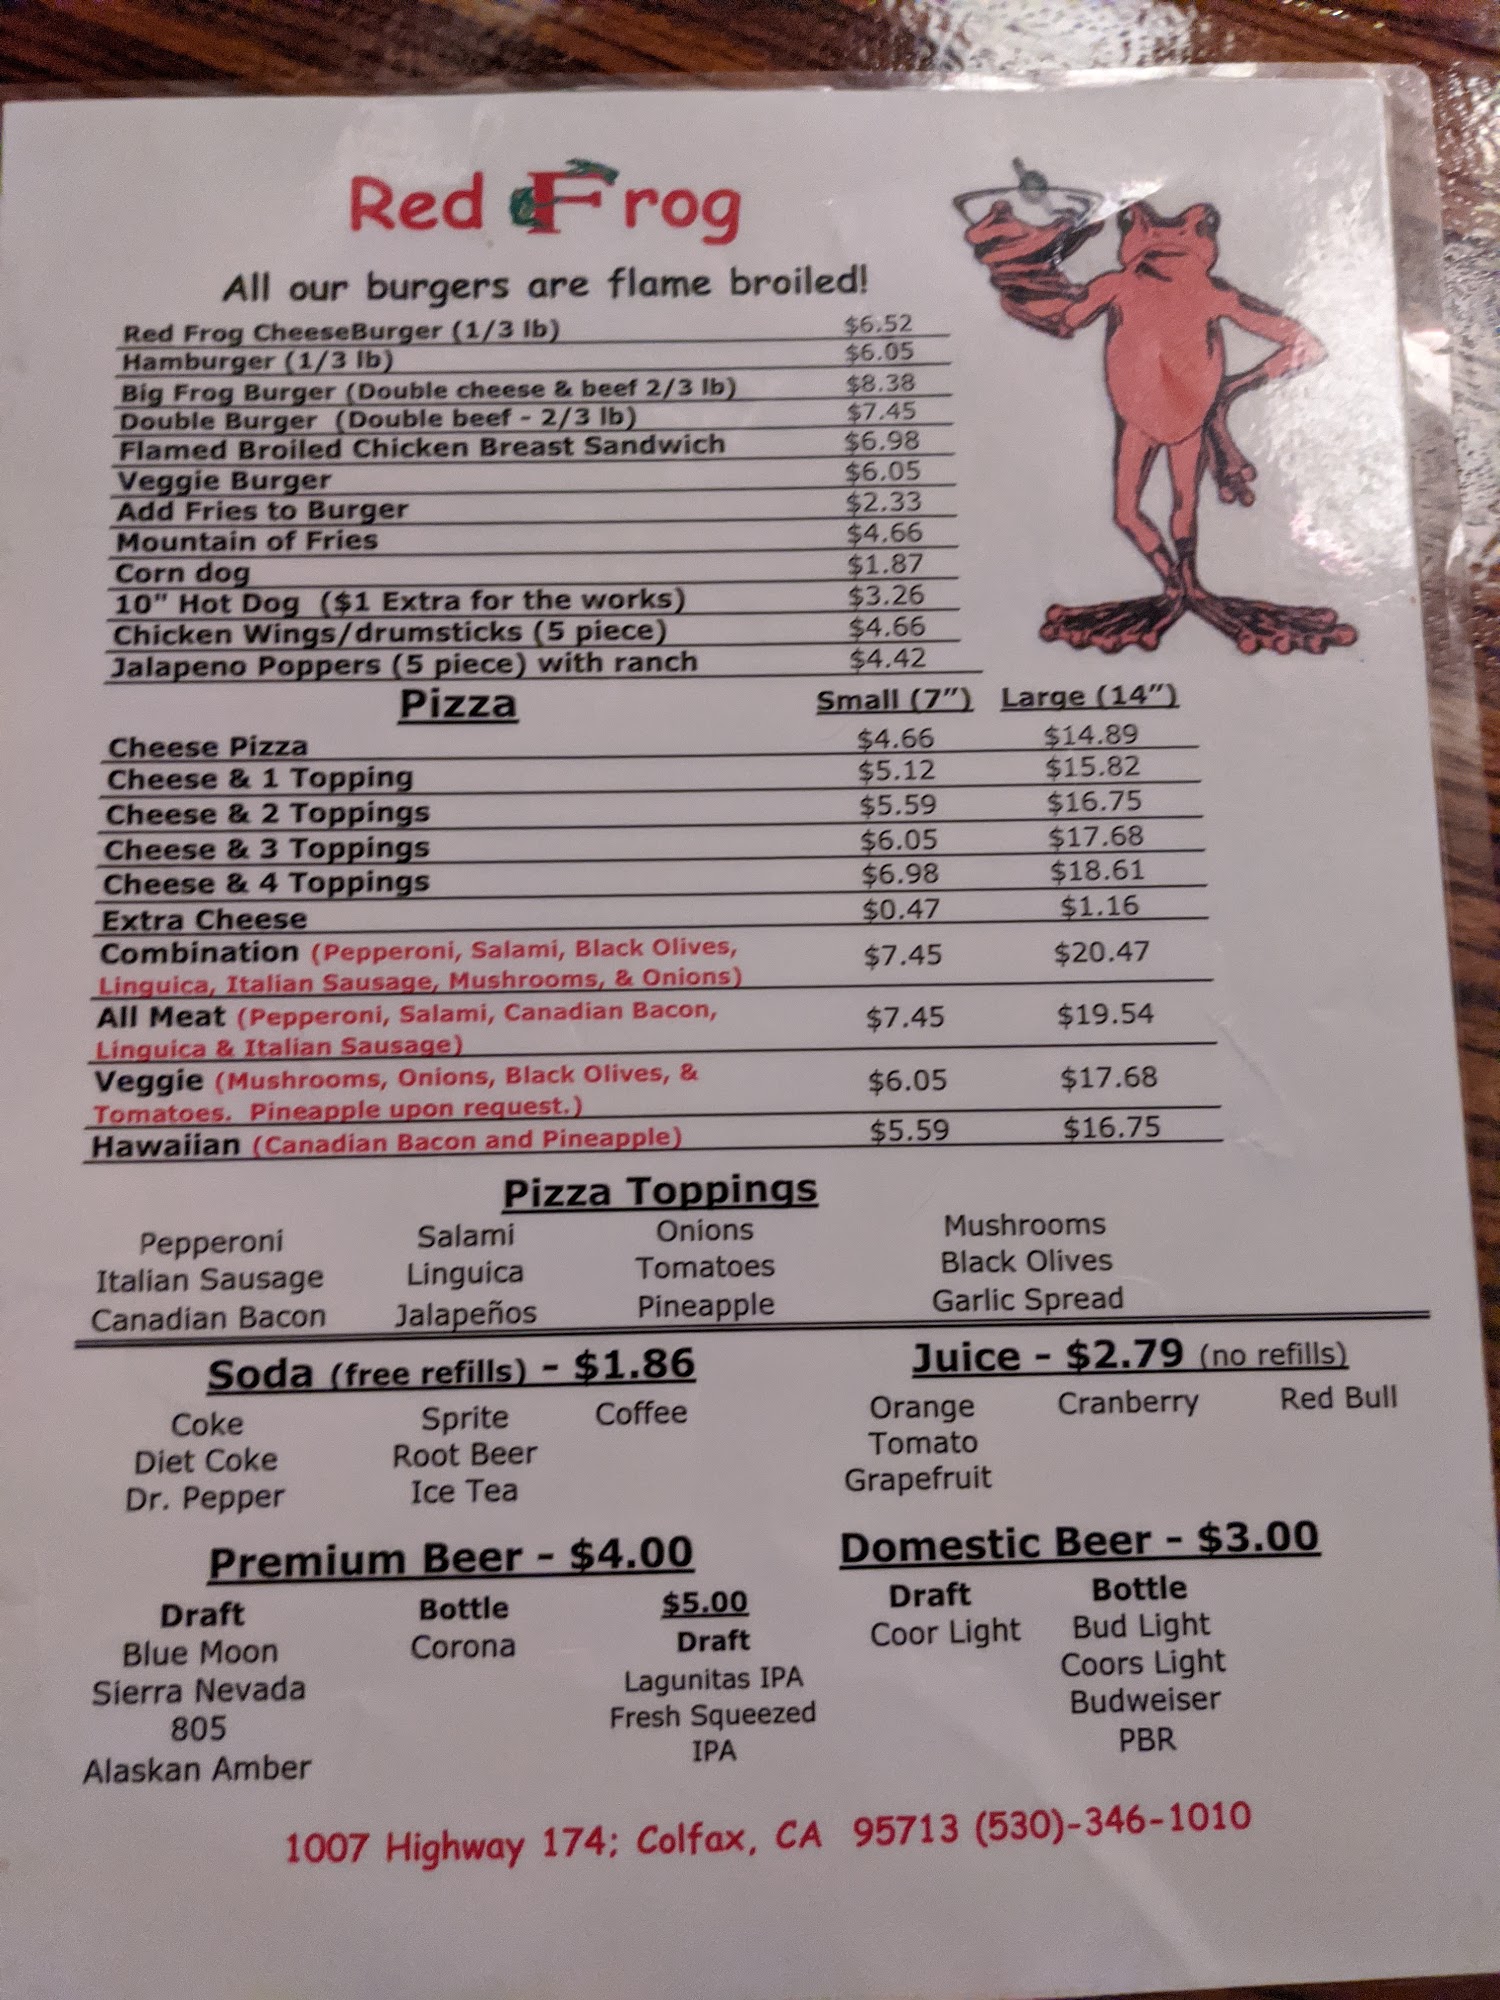 Red Frog
All our burgers are flame broiled!
Red Frog CheeseBurger (1/3 lb) $6.52
Hamburger (1/3 lb) $6.05
Big Frog Burger (Double cheese & beef 2/3 lb) $8.38
Double Burger (Double beef - 2/3 lb) $7.45
Flamed Broiled Chicken Breast Sandwich $6.98
Veggie Burger $6.05
Add Fries to Burger $2.33
Mountain of Fries $4.66
Corn dog $1.87
10" Hot Dog ($1 Extra for the works) $3.26
Chicken Wings/drumsticks (5 piece) $4.66
Jalapeno Poppers (5 piece) with ranch $4.42
Pizza Small (7") Large (14")
Cheese Pizza $4.66 $14.89
Cheese & 1 Topping $5.12 $15.82
Cheese & 2 Toppings $5.59 $16.75
Cheese & 3 Toppings $6.05 $17.68
Cheese & 4 Toppings $6.98 $18.61
Extra Cheese $0.47 $1.16
Combination (Pepperoni, Salami, Black Olives, $7.45 $20.47
Linguica, Italian Sausage, Mushrooms, & Onions)
All Meat (Pepperoni, Salami, Canadian Bacon, $7.45 $19.54
Linguica & Italian Sausage)
Veggie (Mushrooms, Onions, Black Olives, & $6.05 $17.68
Tomatoes. Pineapple upon request.)
Hawaiian (Canadian Bacon and Pineapple) $5.59 $16.75
Pizza Toppings
Pepperoni Salami Onions Mushrooms
Italian Sausage Linguica Tomatoes Black Olives
Canadian Bacon Jalapeños Pineapple Garlic Spread
Soda (free refills) - $1.86
Coke Sprite Coffee
Diet Coke Root Beer
Dr. Pepper Ice Tea
Juice - $2.79 (no refills)
Orange Cranberry Red Bull
Tomato
Grapefruit
Premium Beer - $4.00
Draft Bottle $5.00
Blue Moon Corona Draft
Sierra Nevada Lagunitas IPA
805 Fresh Squeezed
Alaskan Amber IPA
Domestic Beer - $3.00
Draft Bottle
Coor Light Bud Light
Coors Light
Budweiser
PBR
1007 Highway 174; Colfax, CA 95713 (530)-346-1010